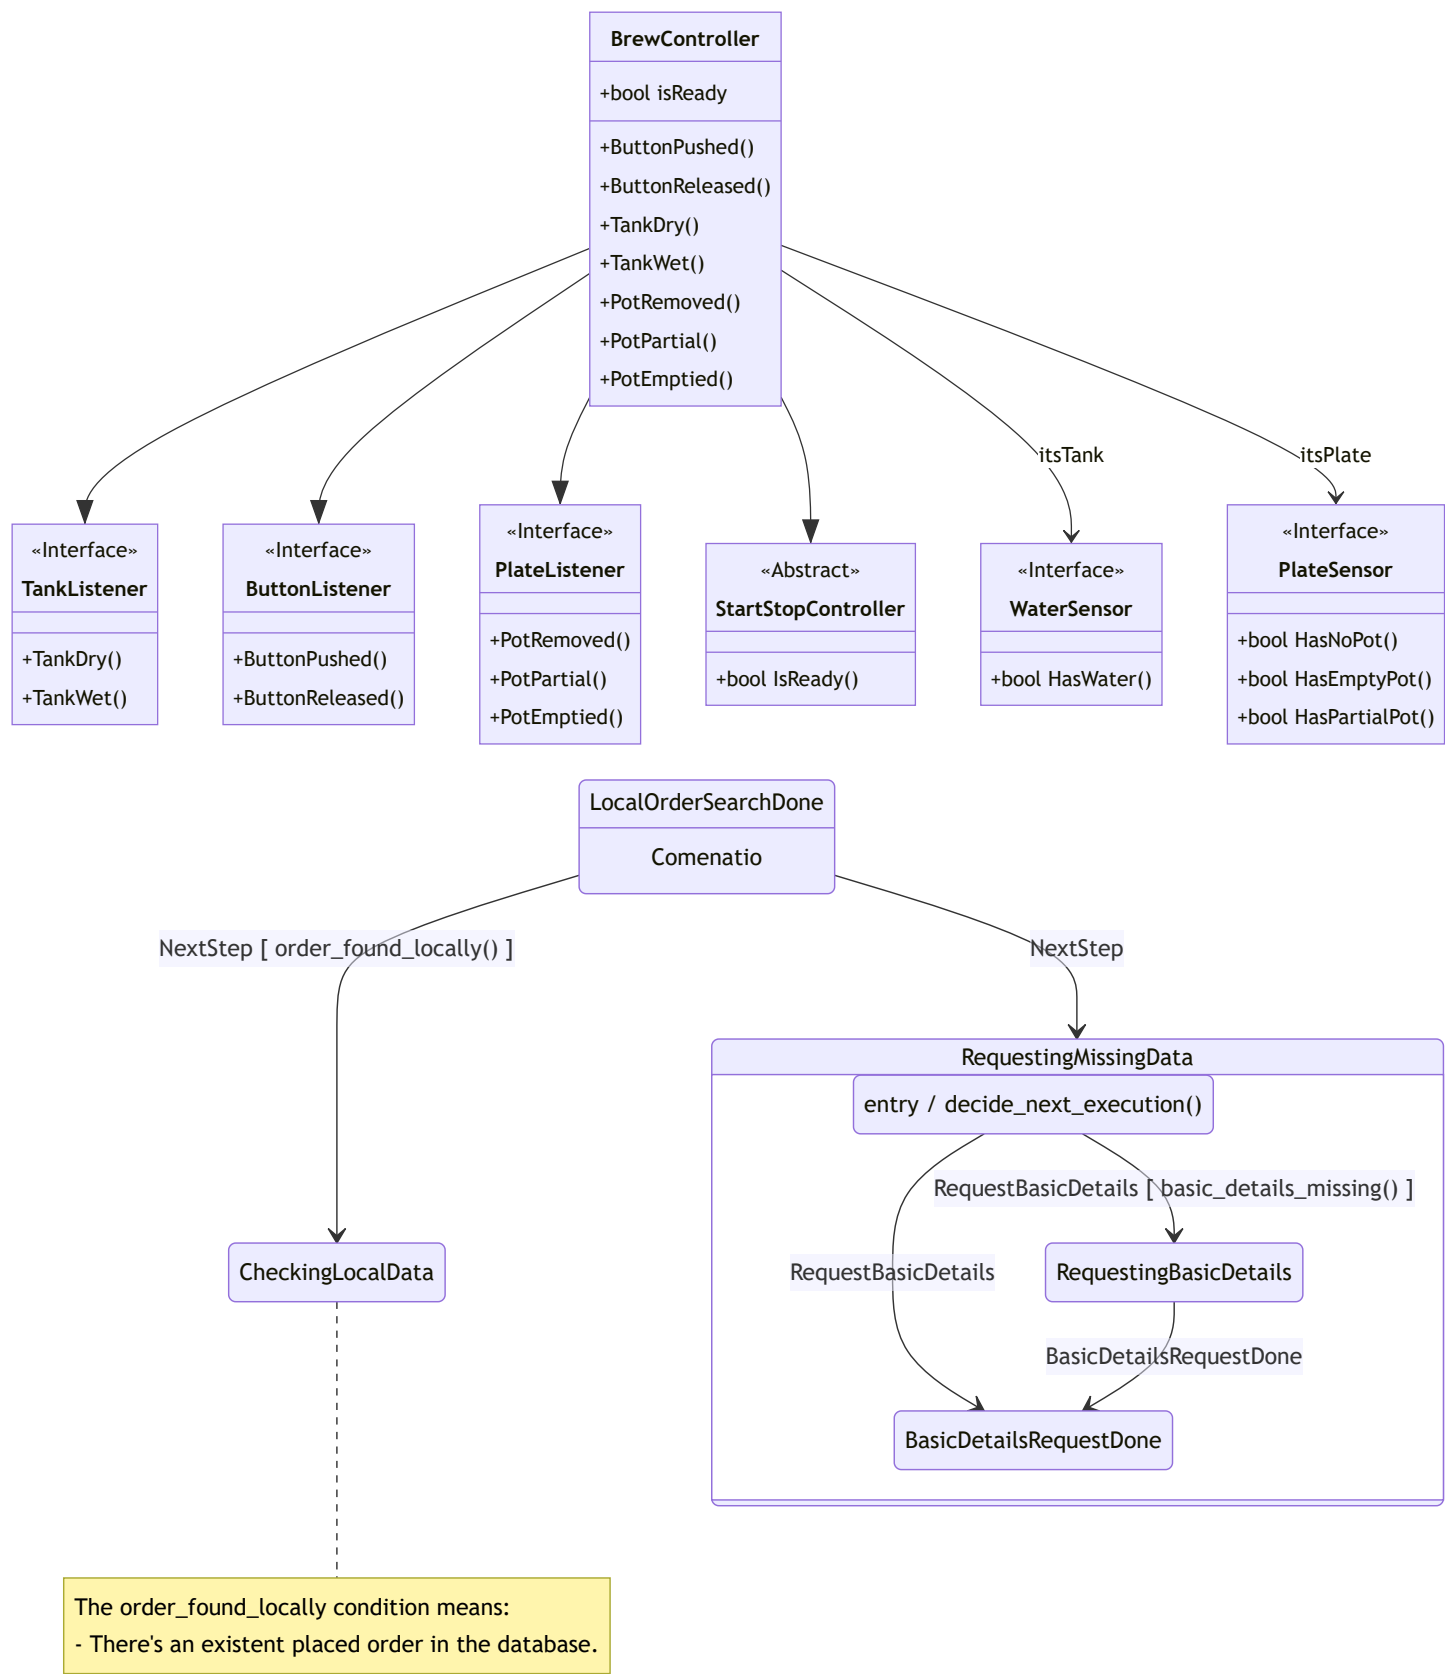 BrewController
+bool isReady
+ButtonPushed()
+ButtonReleased()
+TankDry()
+TankWet()
+PotRemoved()
+PotPartial()
+PotEmptied()
itsTank
itsPlate
«Interface»
TankListener
+TankDry()
+TankWet()
«Interface»
ButtonListener
+ButtonPushed()
+ButtonReleased()
«Interface»
PlateListener
+PotRemoved()
+PotPartial()
+PotEmptied()
«Abstract»
StartStopController
+bool IsReady()
«Interface»
WaterSensor
+bool HasWater()
«Interface»
PlateSensor
+bool HasNoPot()
+bool HasEmptyPot()
+bool HasPartialPot()
LocalOrderSearchDone
Comenatio
NextStep [ order_found_locally() ]
NextStep
RequestingMissingData
entry / decide_next_execution()
RequestBasicDetails [ basic_details_missing() ]
RequestBasicDetails
CheckingLocalData
RequestingBasicDetails
BasicDetailsRequestDone
BasicDetailsRequestDone
The order_found_locally condition means:
- There's an existent placed order in the database.